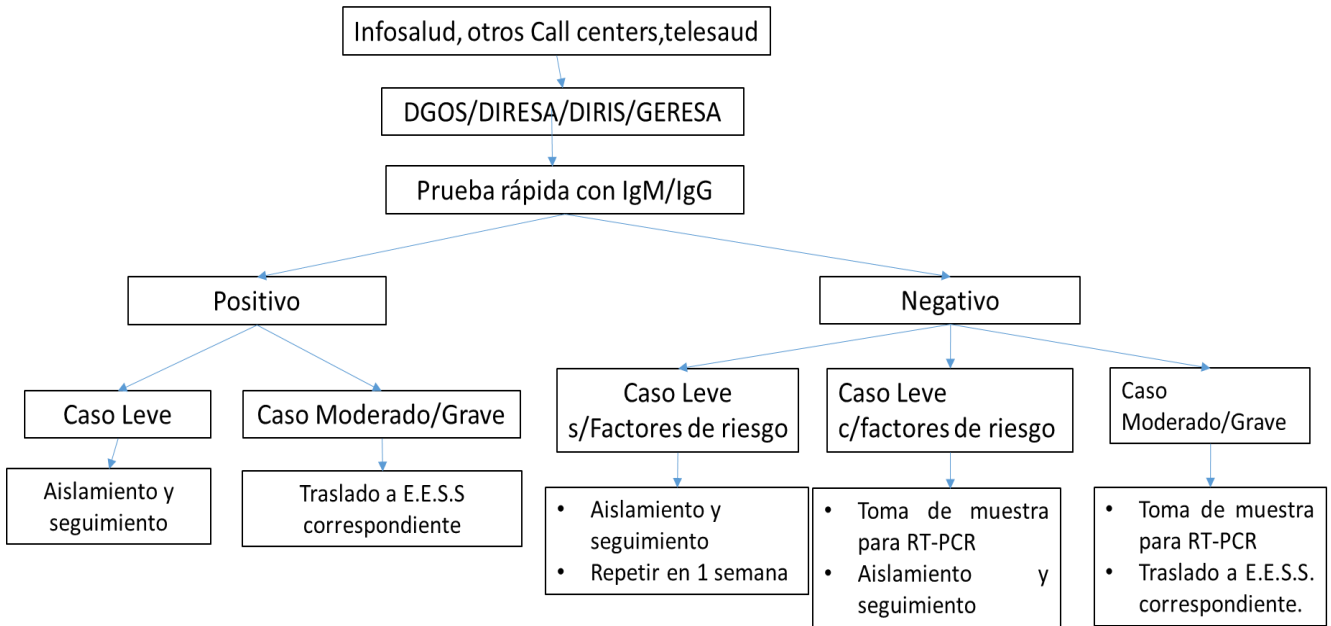 Infosalud, otros Call centers,telesaud
DGOS/DIRESA/DIRIS/GERESA
Prueba rápida con IgM/IgG
Positivo
Negativo
Caso Leve
Caso Moderado/Grave
Caso Leve
s/Factores de riesgo
Caso Leve
c/factores de riesgo
Caso
Moderado/Grave
Aislamiento y
seguimiento
Traslado a E.E.S.S
correspondiente
• Aislamiento y
seguimiento
• Repetir en 1 semana
• Toma de muestra
para RT-PCR
• Aislamiento y
seguimiento
• Toma de muestra
para RT-PCR
• Traslado a E.E.S.S.
correspondiente.